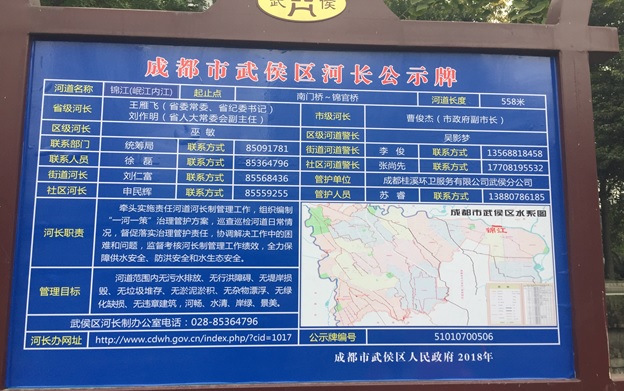 武 侯
成都市武侯区河长公示牌
河道名称 锦江(岷江内江) 起止点 南门桥~锦官桥 河道长度 558米
省级河长 王雁飞（省委常委、省纪委书记）
刘作明（省人大常委会副主任） 市级河长 曹俊杰（市政府副市长）
区级河长 巫 敏 区级河道警长 吴影梦
联系部门 统筹局 联系方式 85091781 街道河道警长 李 俊 联系方式 13568818458
联系人员 徐 磊 联系方式 85364796 社区河道警长 张尚先 联系方式 17708195532
街道河长 刘仁富 联系方式 85568436 管护单位 成都桂溪环卫服务有限公司武侯分公司
社区河长 申民辉 联系方式 85559255 管护人员 苏 睿 联系方式 13880786185
河长职责 牵头实施责任河道河长制管理工作，组织编制
“一河一策”治理管护方案，巡查巡检河道日常情
况，督促落实治理管护责任，协调解决工作中的困
难和问题，监督考核河长制管理工作绩效，全力保
障供水安全、防洪安全和水生态安全。
成都市武侯区水系图
锦江
管理目标 河道范围内无污水排放、无行洪障碍、无堤岸损
毁、无垃圾堆存、无淤泥淤积、无杂物漂浮、无绿
化缺损、无违章建筑，河畅、水清、岸绿、景美。
武侯区河长制办公室电话：028-85364796
河长办网址 http://www.cdwh.gov.cn/index.php/?cid=1017 公示牌编号 51010700506
成都市武侯区人民政府 2018年